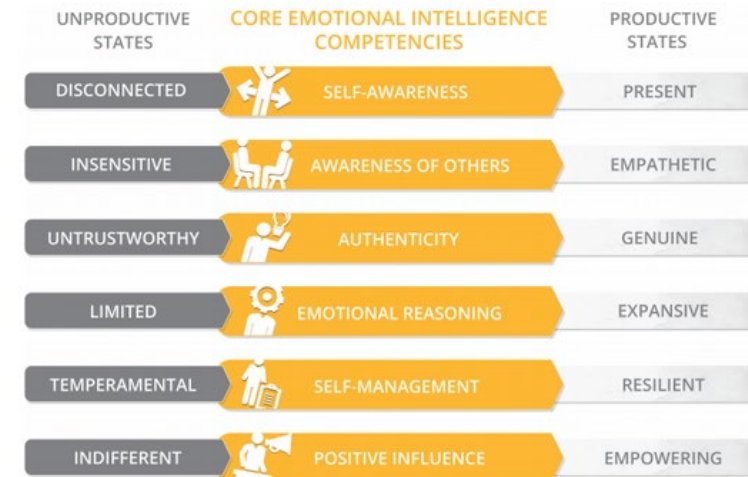 UNPRODUCTIVE
STATES
CORE EMOTIONAL INTELLIGENCE
COMPETENCIES
PRODUCTIVE
STATES
DISCONNECTED
SELF-AWARENESS
PRESENT
INSENSITIVE
AWARENESS OF OTHERS
EMPATHETIC
UNTRUSTWORTHY
AUTHENTICITY
GENUINE
LIMITED
EMOTIONAL REASONING
EXPANSIVE
TEMPERAMENTAL
SELF-MANAGEMENT
RESILIENT
INDIFFERENT
POSITIVE INFLUENCE
EMPOWERING